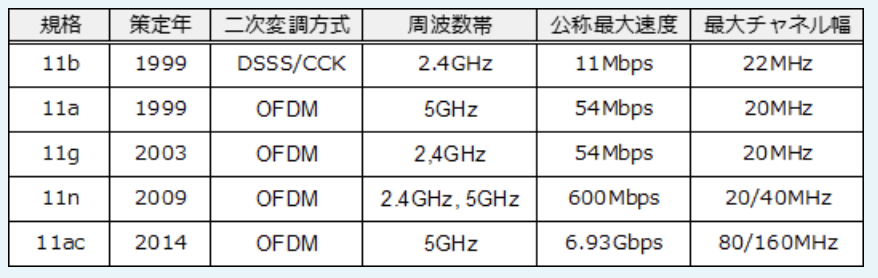 規格 策定年 二次変調方式 周波数帯 公称最大速度 最大チャネル幅
11b 1999 DSSS/CCK 2.4GHz 11Mbps 22MHz
11a 1999 OFDM 5GHz 54Mbps 20MHz
11g 2003 OFDM 2,4GHz 54Mbps 20MHz
11n 2009 OFDM 2.4GHz, 5GHz 600Mbps 20/40MHz
11ac 2014 OFDM 5GHz 6.93Gbps 80/160MHz